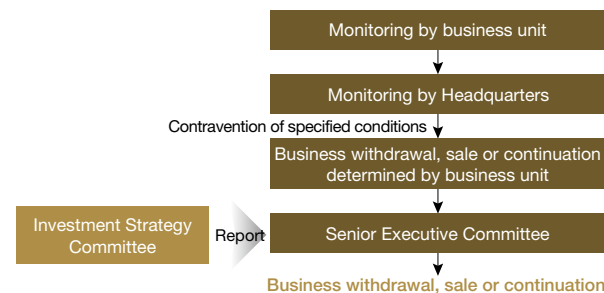 Monitoring by business unit
Monitoring by Headquarters
Contravention of specified conditions
Business withdrawal, sale or continuation
determined by business unit
Investment Strategy
Committee
Report
Senior Executive Committee
Business withdrawal, sale or continuation